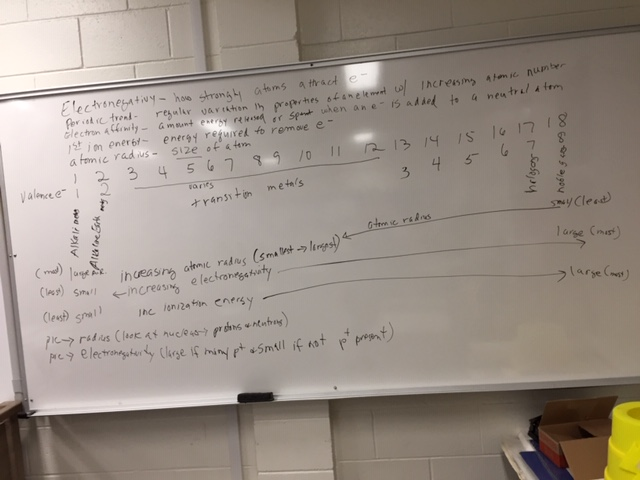 Electronegativity - how strongly atoms attract e-
periodic trend - regular variation in properties of an element w/ increasing atomic number
electron affinity - amount energy released or spent when an e- is added to a neutral atom
1st ion energy - energy required to remove e-
atomic radius - size of atom
1 2 3 4 5 6 7 8 9 10 11 12 13 14 15 16 17 18
Valence e- 1 2 varies 3 4 5 6 7
transition metals
Alkali
halogens
noble gases
small (least)
atomic radius
(most) large increasing atomic radius (smallest → largest)
large (most)
(least) small increasing electronegativity
(least) small inc ionization energy
large (most)
pic → radius (look at nucleus → protons & neutrons)
pic → electronegativity (large if many p+ & small if not p+ present)